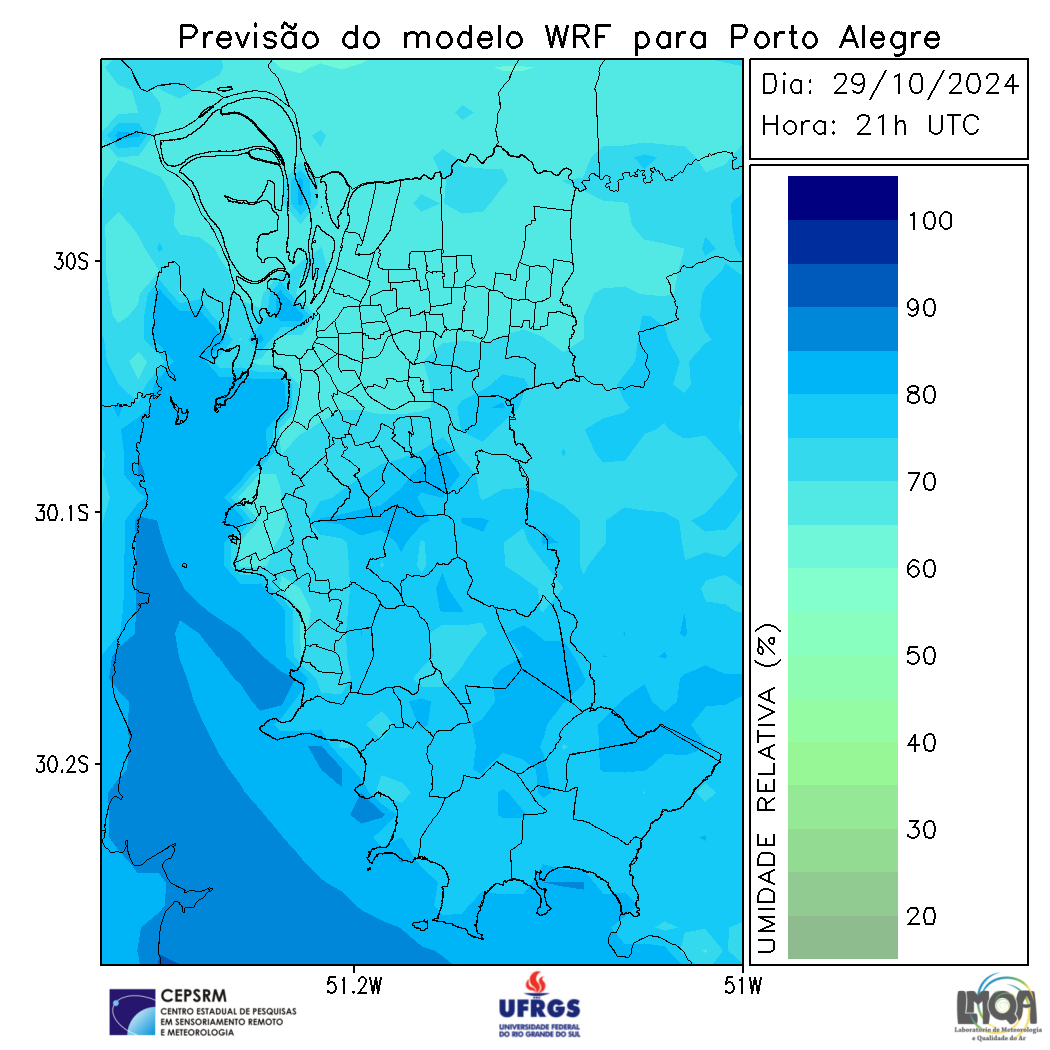 Previsão do modelo WRF para Porto Alegre
Dia: 29/10/2024
Hora: 21h UTC
30S
30.1S
30.2S
51.2W
51W
100
90
80
70
60
50
40
30
20
UMIDADE RELATIVA (%)
CEPSRM
CENTRO ESTADUAL DE PESQUISAS
EM SENSORIAMENTO REMOTO
E METEOROLOGIA
UFRGS
UNIVERSIDADE FEDERAL
DO RIO GRANDE DO SUL
LMQA
Laboratório de Meteorologia
e Qualidade do Ar